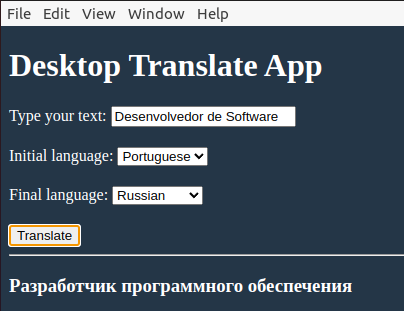 File Edit View Window Help
Desktop Translate App
Type your text: Desenvolvedor de Software
Initial language: Portuguese
Final language: Russian
Translate
Разработчик программного обеспечения